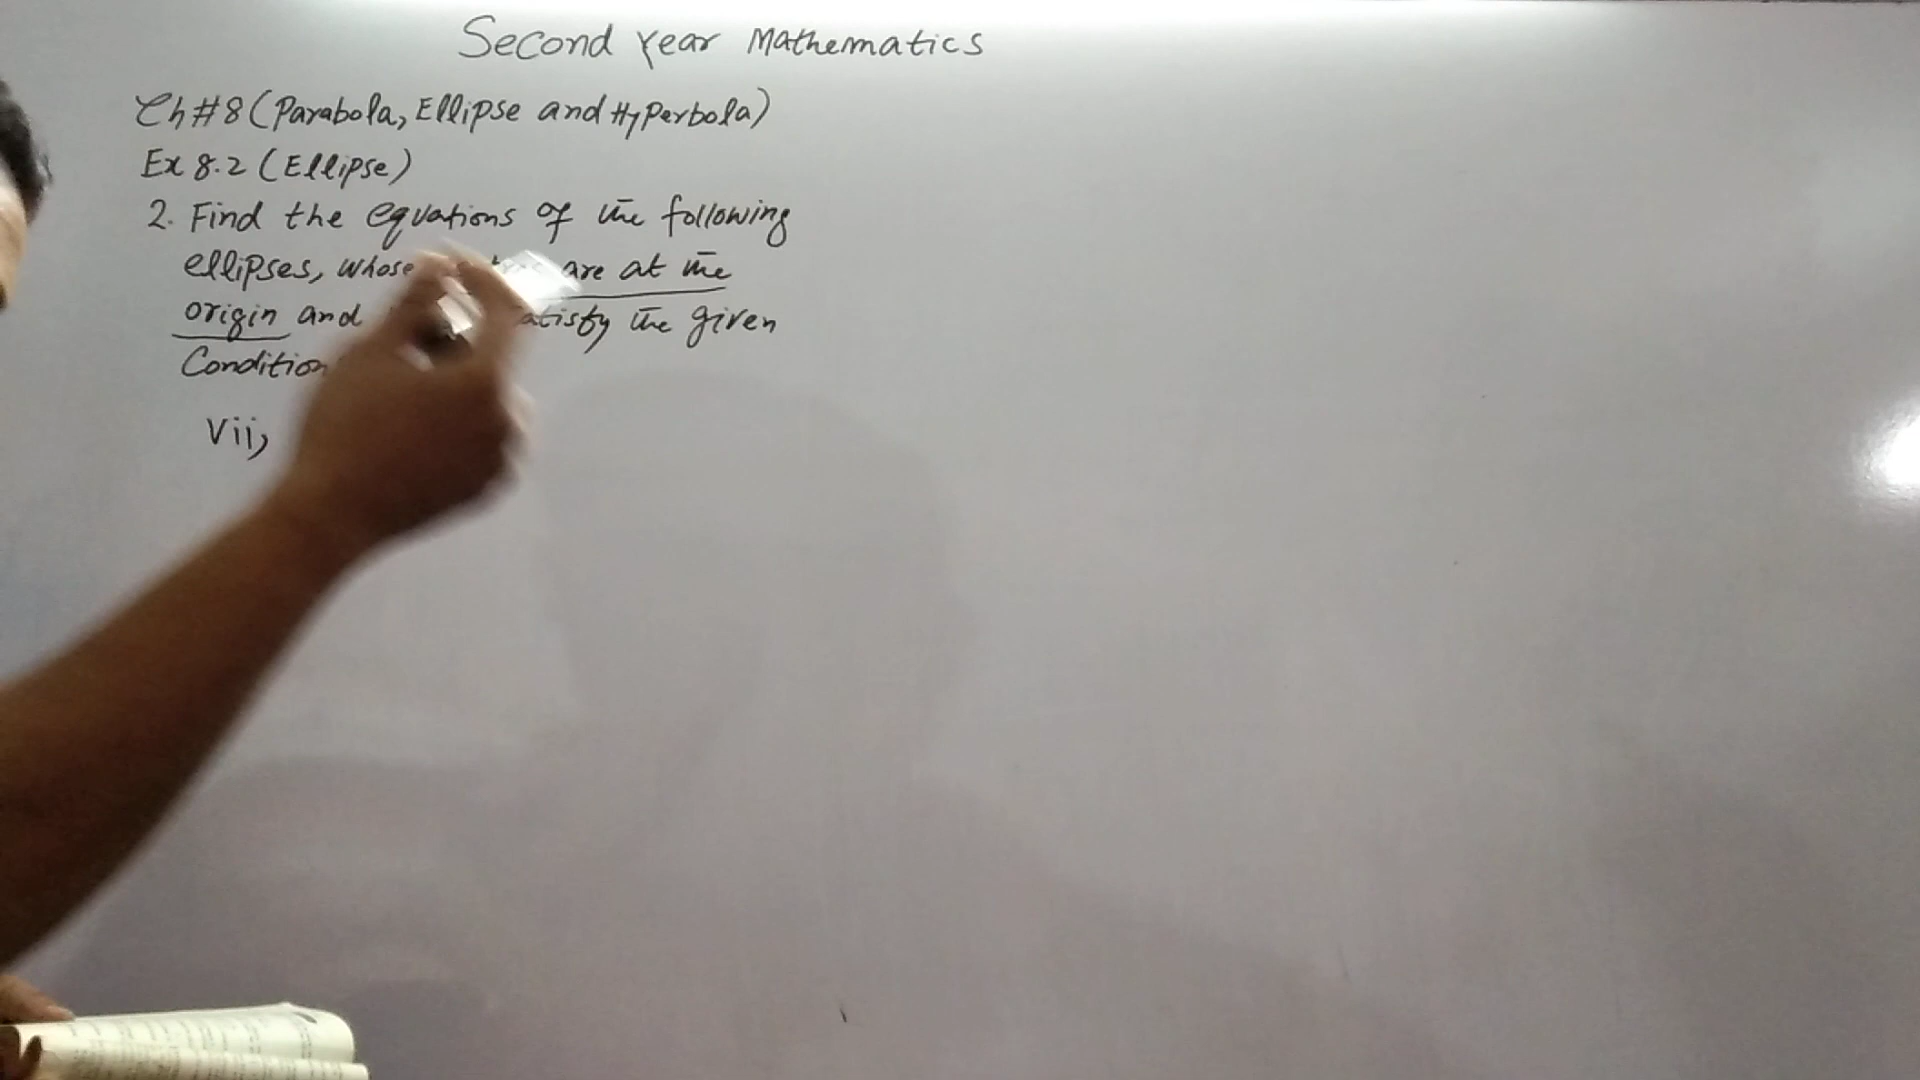 Second Year Mathematics
Ch#8 (Parabola, Ellipse and Hyperbola)
Ex 8.2 (Ellipse)
2. Find the equations of the following
ellipses, whose are at the
origin and satisfy the given
Condition
vii,